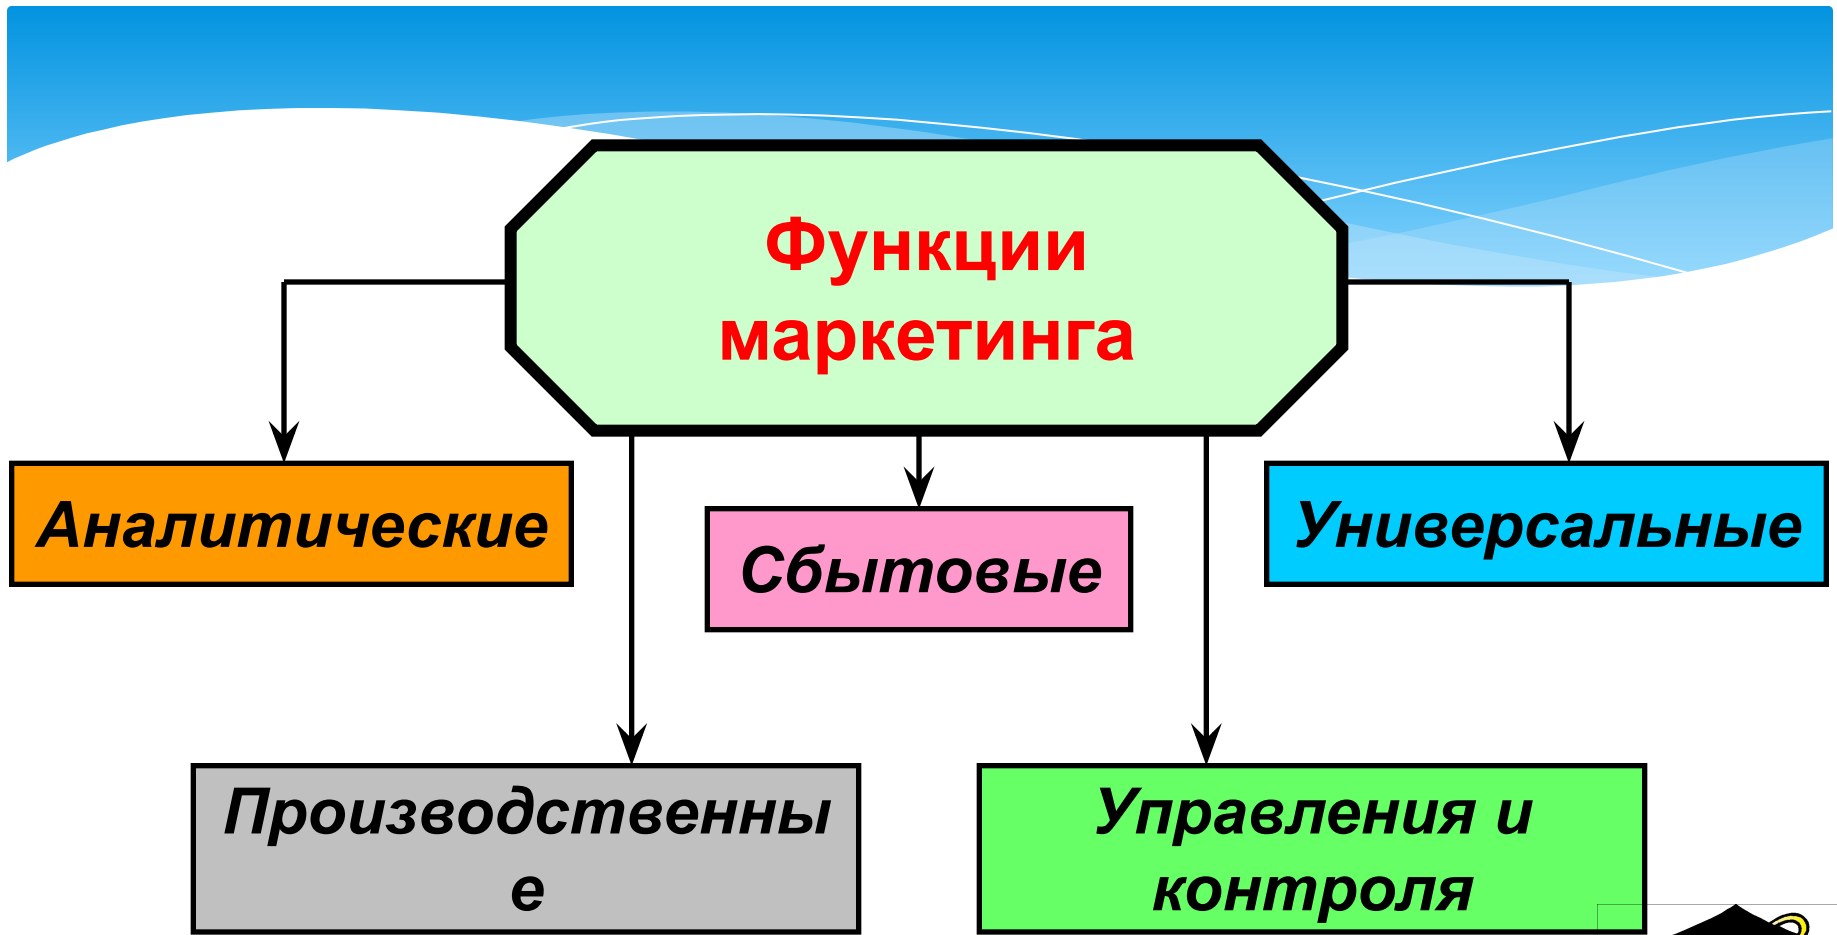 Функции
маркетинга
Аналитические
Сбытовые
Универсальные
Производственны
е
Управления и
контроля